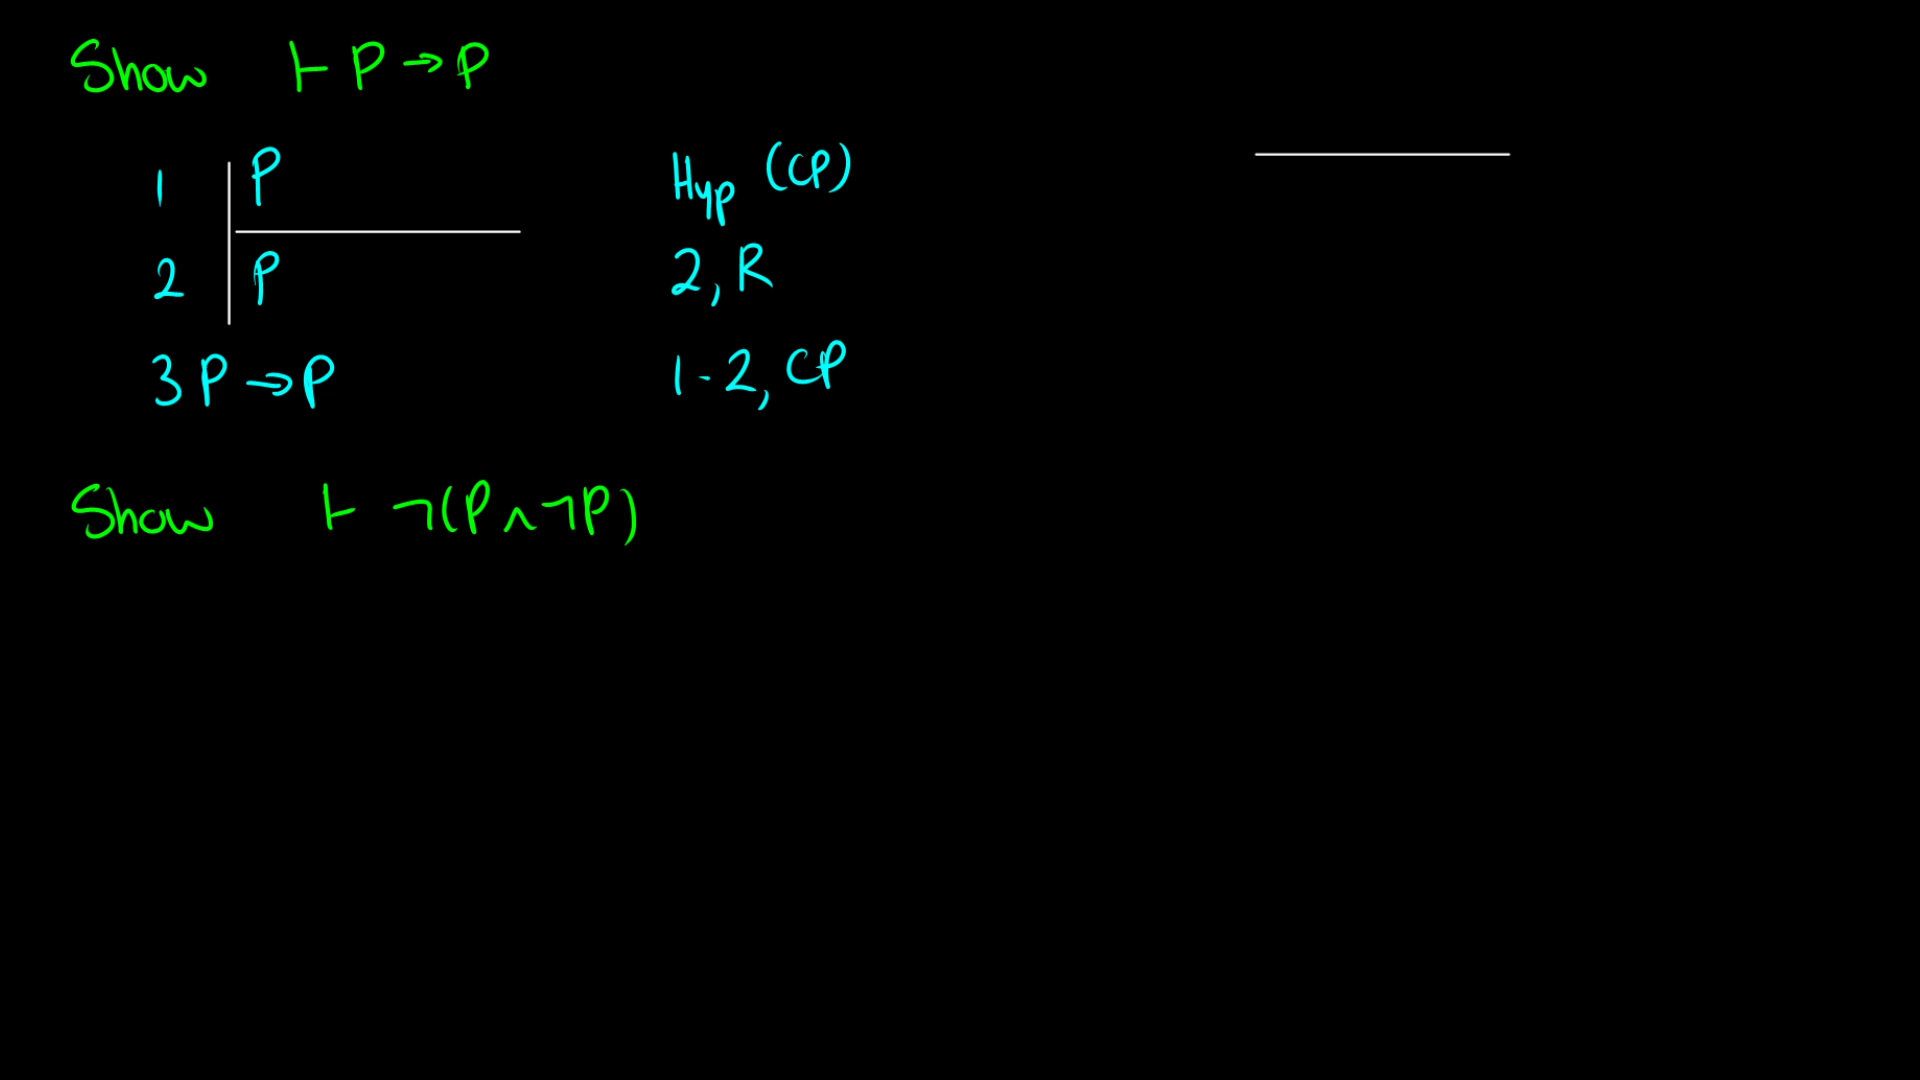 Show ⊢ P → P
1 P Hyp (CP)
2 P 2, R
3 P → P 1-2, CP
Show ⊢ ¬(P ∧ ¬P)